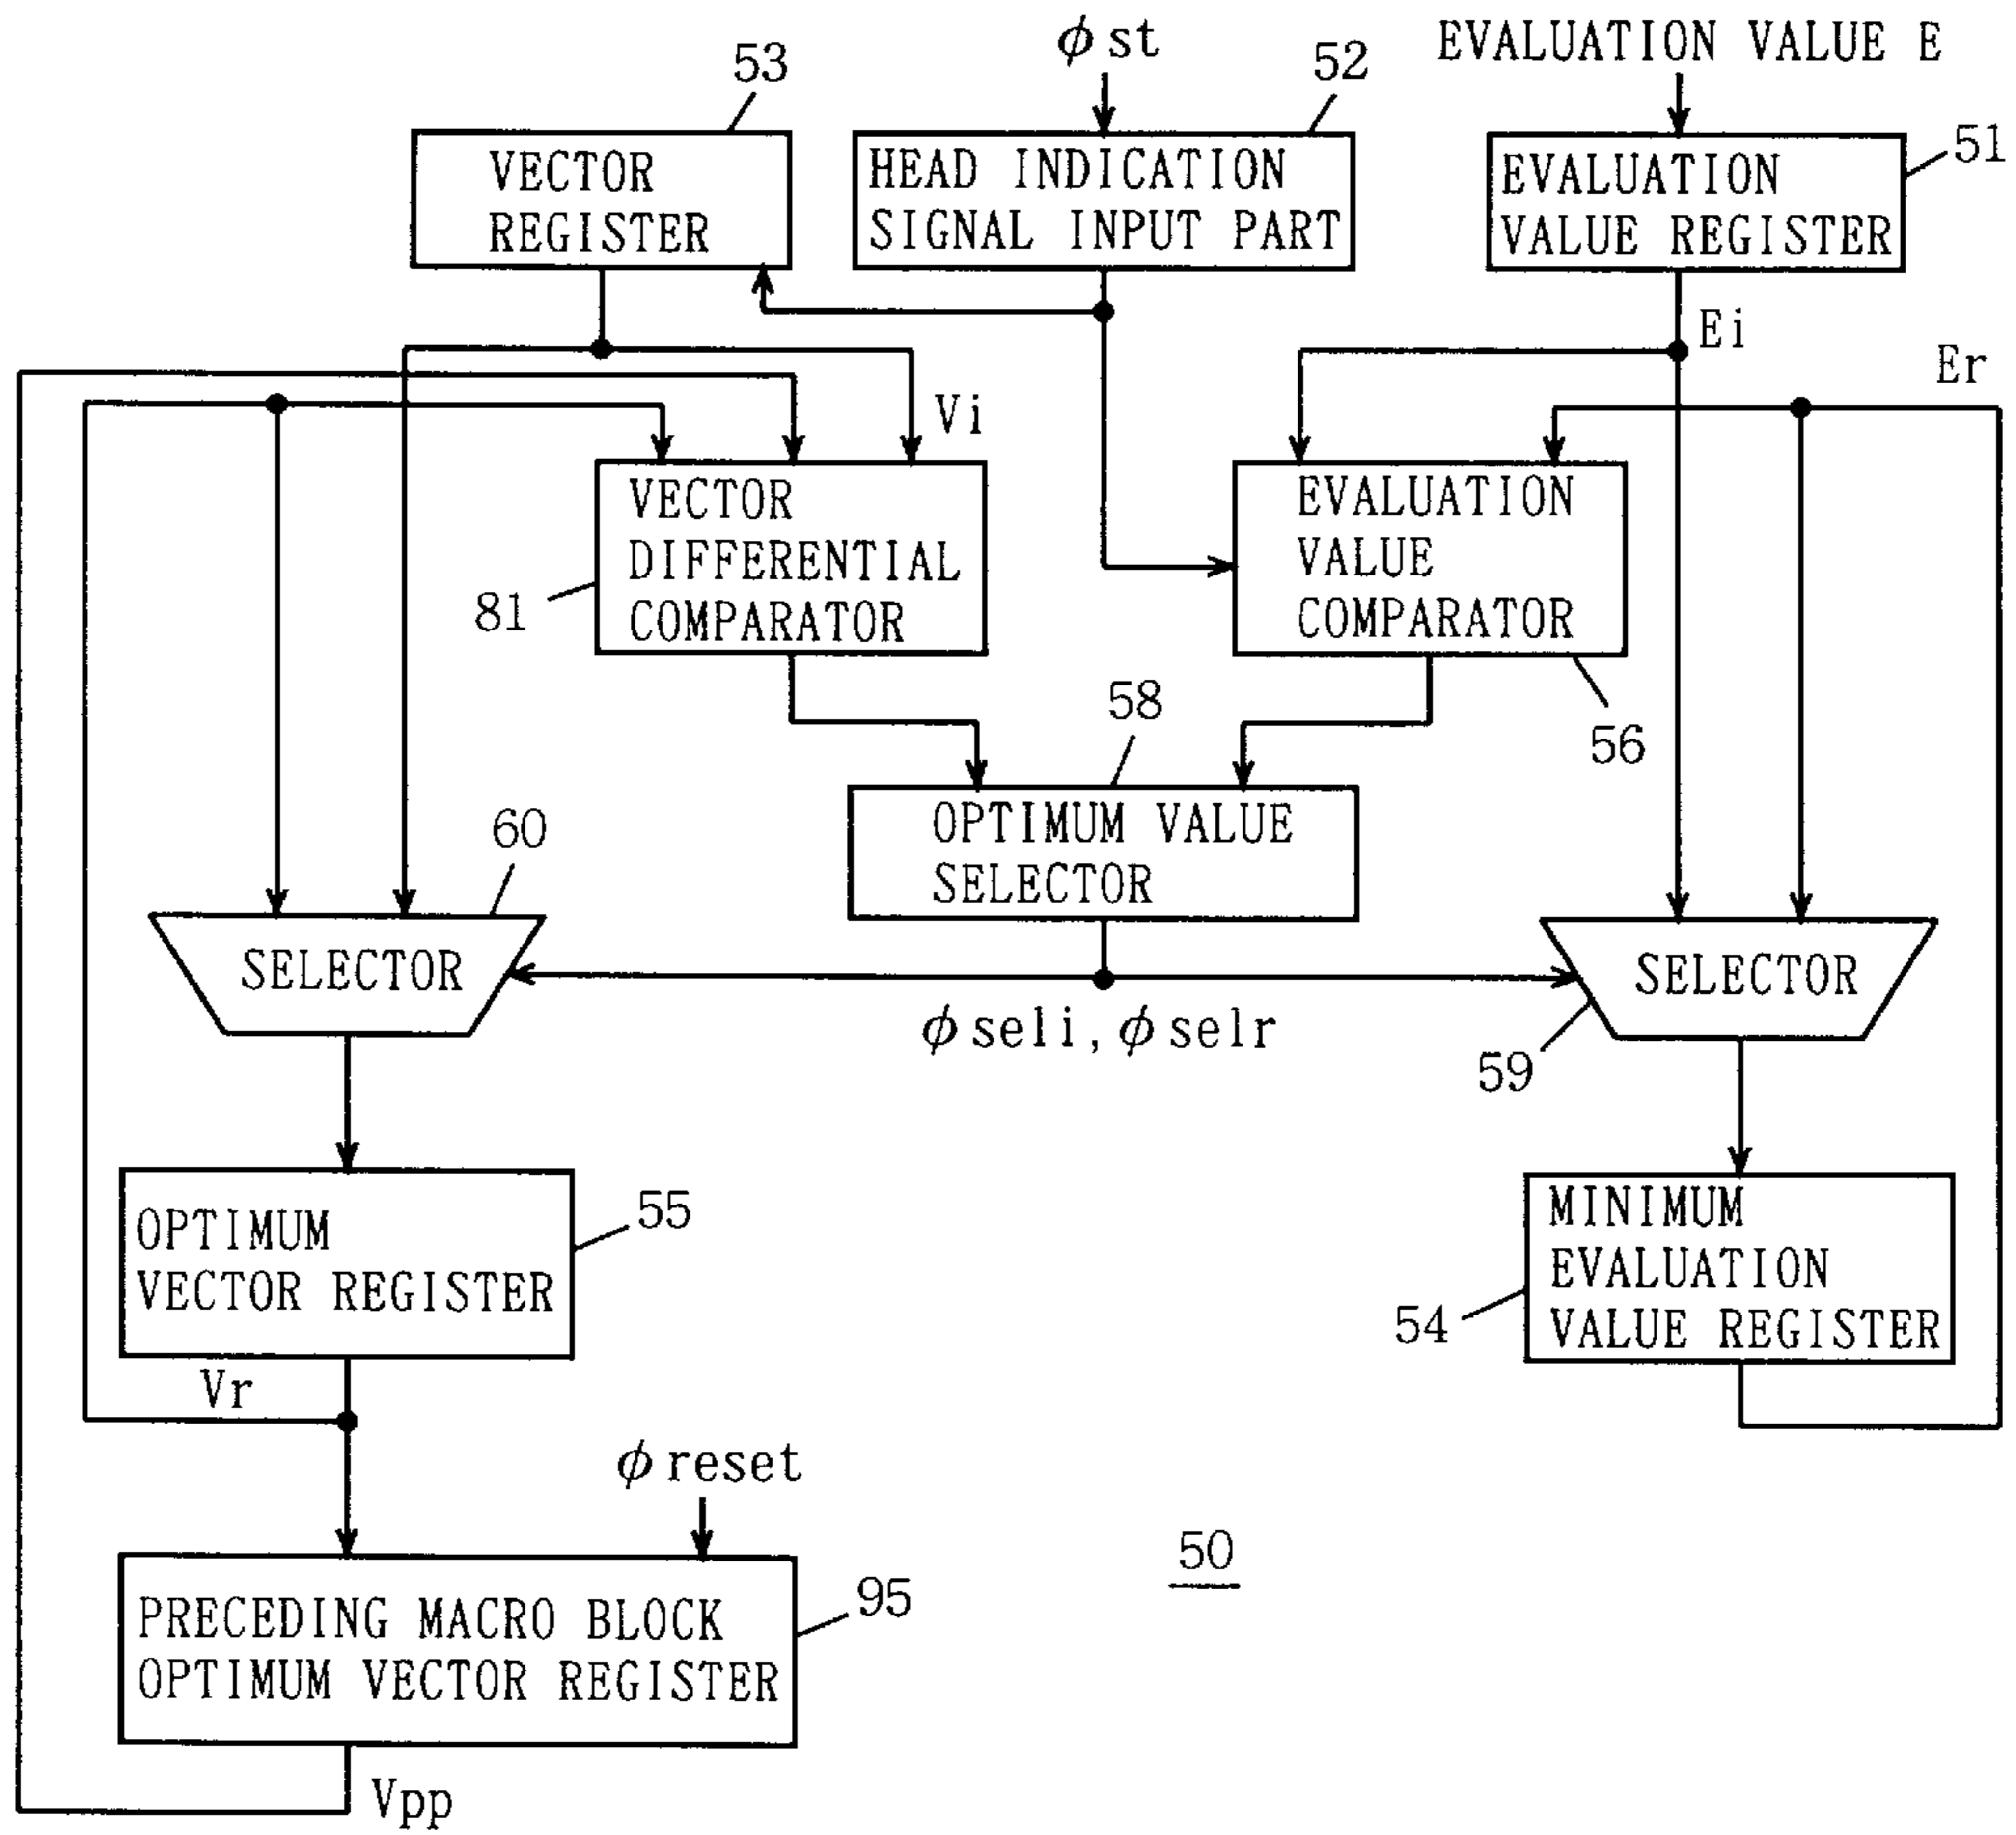 53
φst
52
EVALUATION VALUE E
VECTOR
REGISTER
HEAD INDICATION
SIGNAL INPUT PART
EVALUATION
VALUE REGISTER
51
Ei
Er
Vi
VECTOR
DIFFERENTIAL
COMPARATOR
81
EVALUATION
VALUE
COMPARATOR
56
58
OPTIMUM VALUE
SELECTOR
60
SELECTOR
SELECTOR
59
φseli, φselr
OPTIMUM
VECTOR REGISTER
55
MINIMUM
EVALUATION
VALUE REGISTER
54
Vr
φreset
50
PRECEDING MACRO BLOCK
OPTIMUM VECTOR REGISTER
95
Vpp